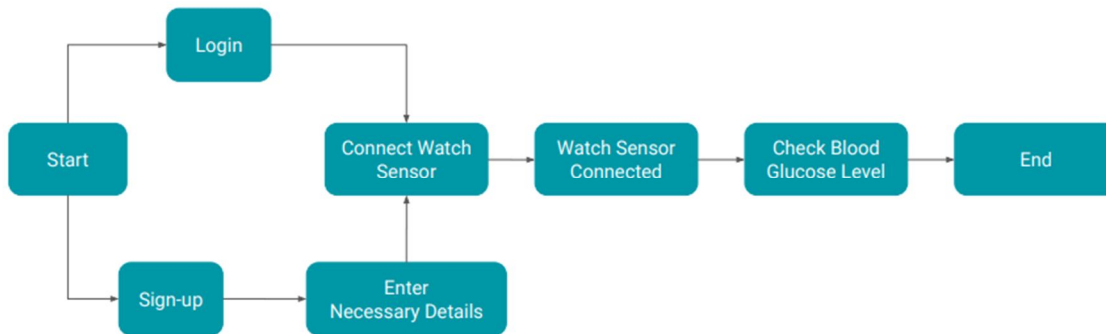 Login
Start
Connect Watch
Sensor
Watch Sensor
Connected
Check Blood
Glucose Level
End
Sign-up
Enter
Necessary Details